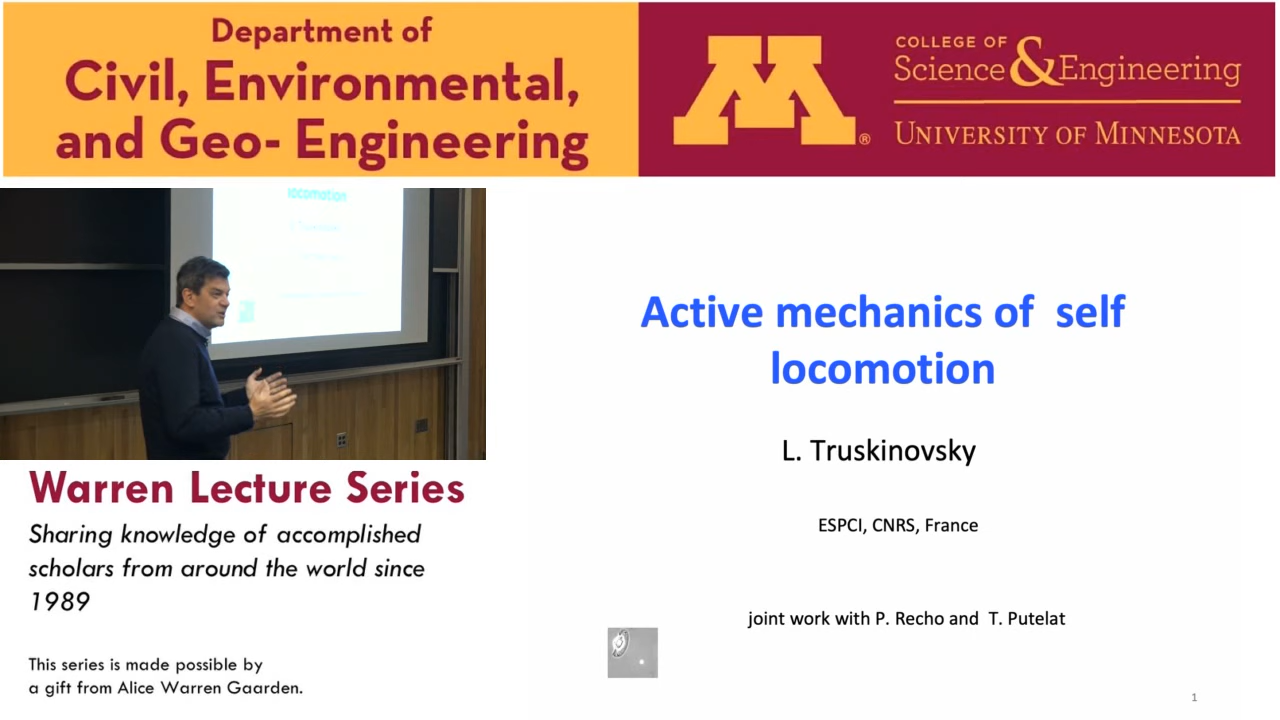 Department of
Civil, Environmental,
and Geo- Engineering
M
®
COLLEGE OF
Science & Engineering
UNIVERSITY OF MINNESOTA
locomotion
Active mechanics of self
locomotion
L. Truskinovsky
ESPCI, CNRS, France
joint work with P. Recho and T. Putelat
1
Warren Lecture Series
Sharing knowledge of accomplished
scholars from around the world since
1989
This series is made possible by
a gift from Alice Warren Gaarden.